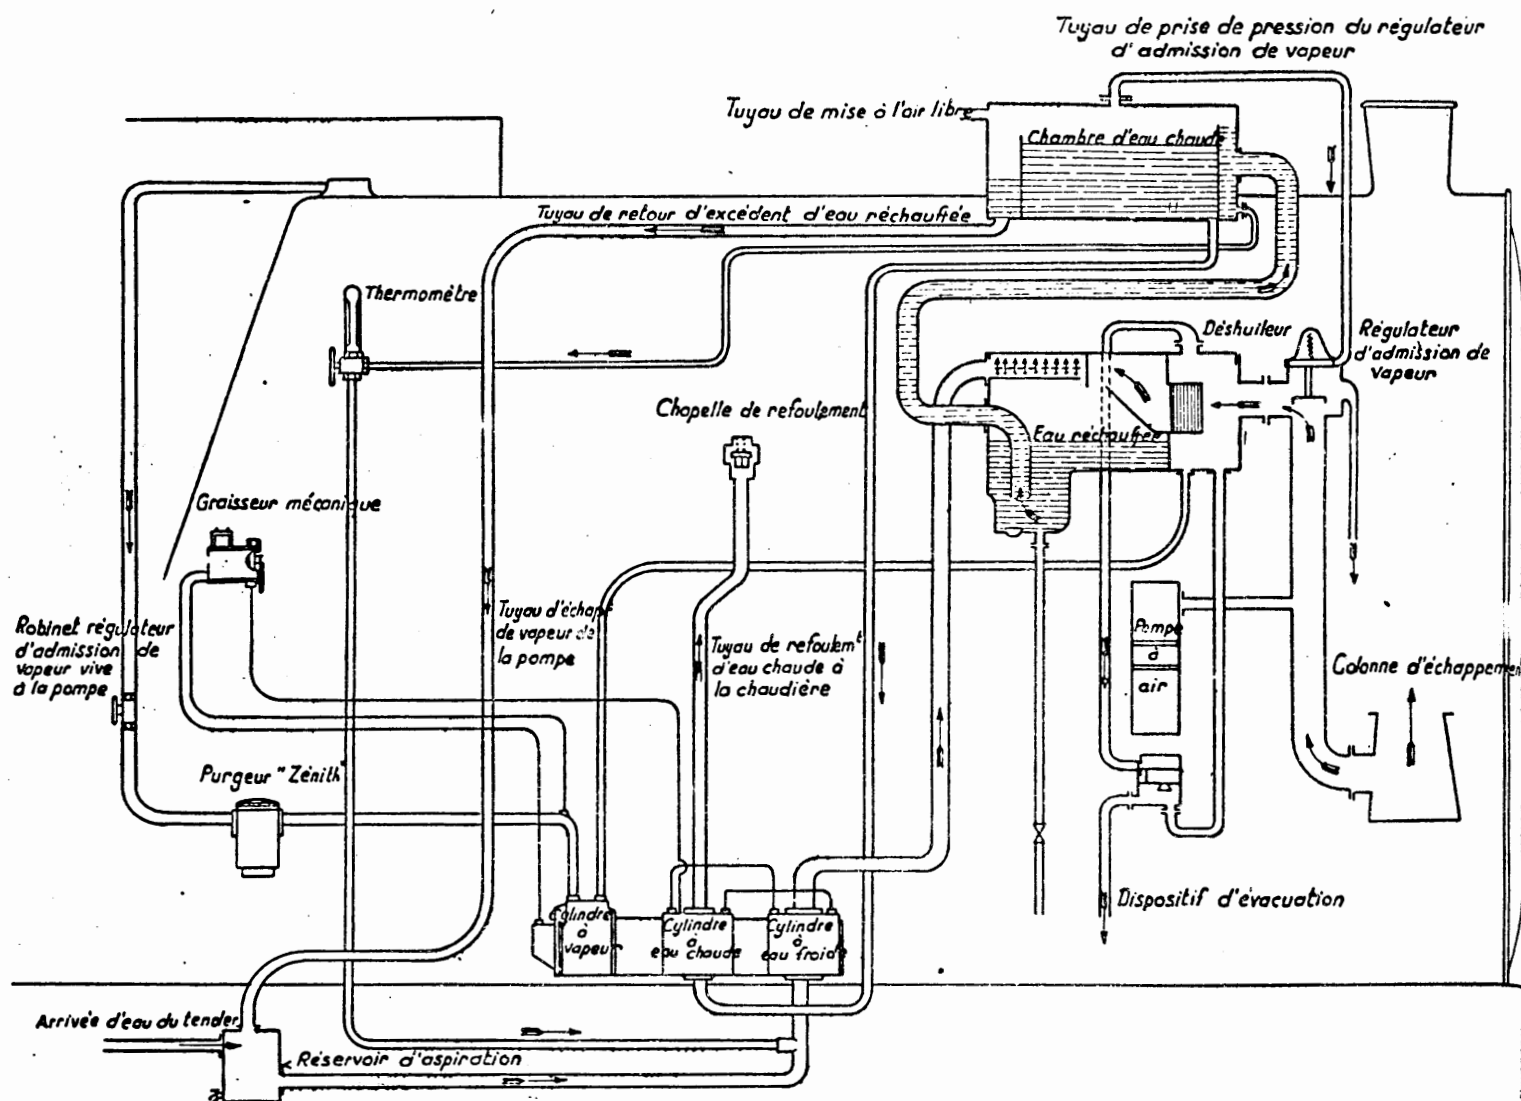 Tuyau de prise de pression du régulateur
d'admission de vapeur
Tuyau de mise à l'air libre
Chambre d'eau chaude
Tuyau de retour d'excédent d'eau réchauffée
Thermomètre
Déshuileur
Régulateur
d'admission de
vapeur
Chapelle de refoulement
Eau réchauffée
Graisseur mécanique
Robinet régulateur
d'admission de
vapeur vive
à la pompe
Tuyau d'échapt
de vapeur de
la pompe
Tuyau de refoulemt
d'eau chaude à
la chaudière
Pompe
à
air
Colonne d'échappement
Purgeur "Zénith"
Dispositif d'évacuation
Cylindre
à
vapeur
Cylindre
à
eau chaude
Cylindre
à
eau froide
Arrivée d'eau du tender
Réservoir d'aspiration